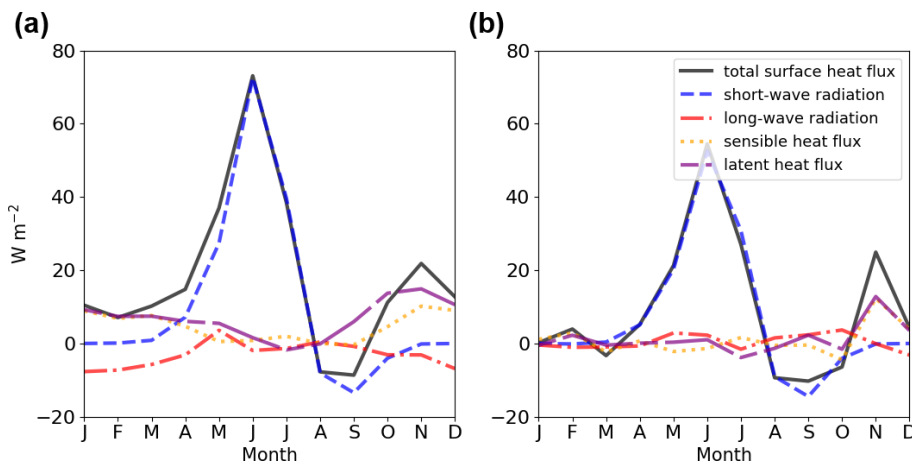 (a)
(b)
80
60
40
20
0
−20
W m⁻²
J F M A M J J A S O N D
Month
80
60
40
20
0
−20
J F M A M J J A S O N D
Month
total surface heat flux
short-wave radiation
long-wave radiation
sensible heat flux
latent heat flux